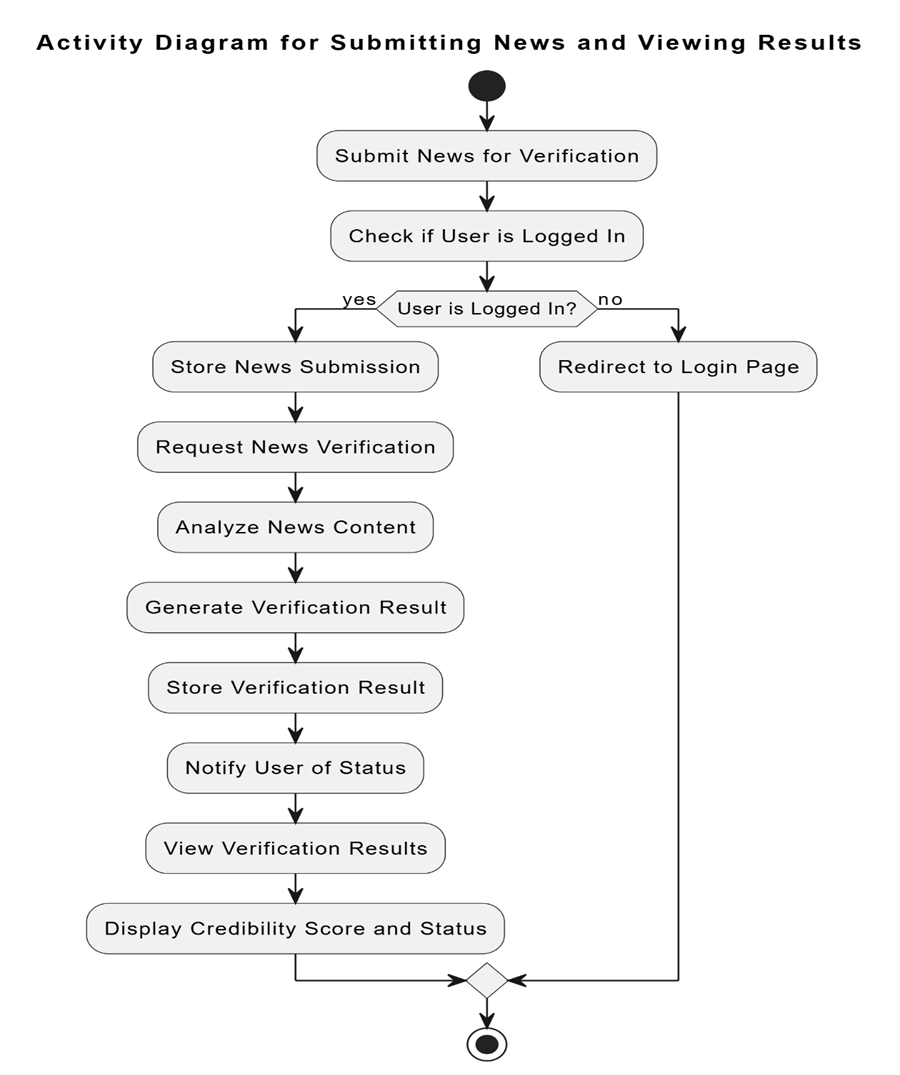 Activity Diagram for Submitting News and Viewing Results
Submit News for Verification
Check if User is Logged In
yes
User is Logged In?
no
Store News Submission
Redirect to Login Page
Request News Verification
Analyze News Content
Generate Verification Result
Store Verification Result
Notify User of Status
View Verification Results
Display Credibility Score and Status